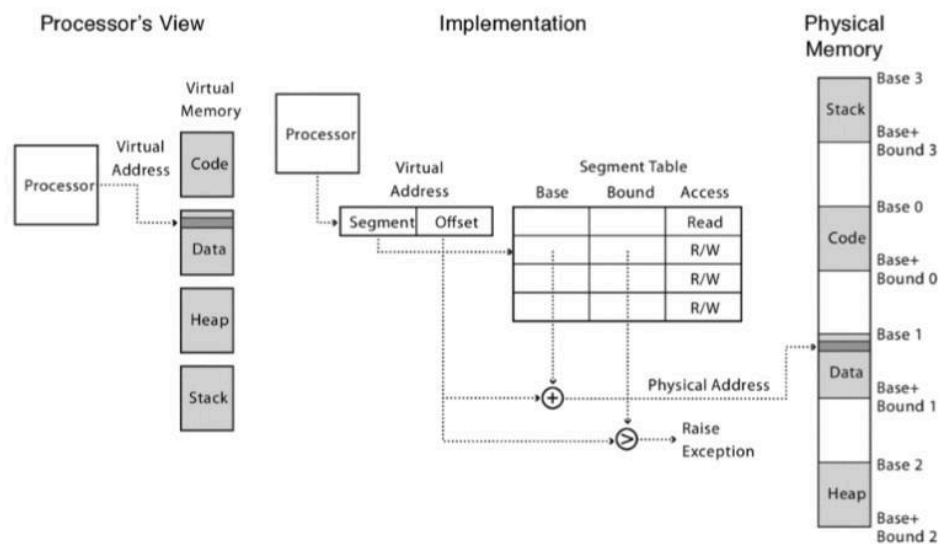 Processor's View
Virtual
Memory
Code
Virtual
Address
Processor
Data
Heap
Stack
Implementation
Processor
Virtual
Address
Segment Offset
Segment Table
Base Bound Access
Read
R/W
R/W
R/W
Physical Address
+
>
Raise
Exception
Physical
Memory
Base 3
Stack
Base+
Bound 3
Base 0
Code
Base+
Bound 0
Base 1
Data
Base+
Bound 1
Base 2
Heap
Base+
Bound 2